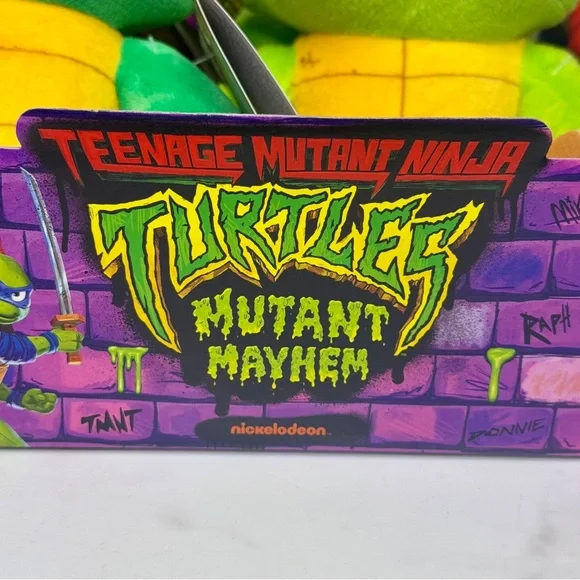 TEENAGE MUTANT NINJA
TURTLES
MUTANT
MAYHEM
RAPH
TMNT
nickelodeon
DONNIE